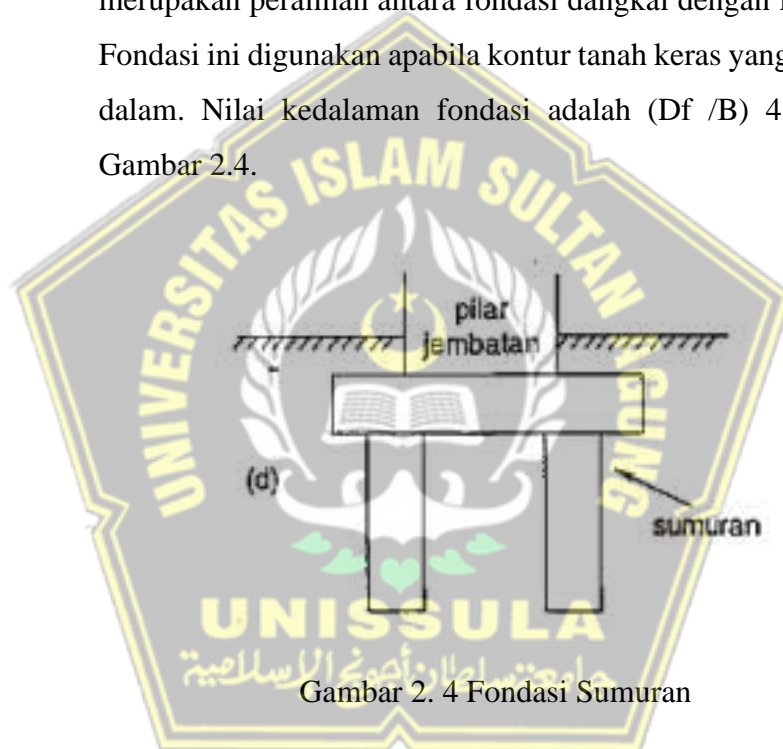 merupakan peralihan antara fondasi dangkal dengan
Fondasi ini digunakan apabila kontur tanah keras yang
dalam. Nilai kedalaman fondasi adalah (Df /B) 4
Gambar 2.4.
UNIVERSITAS ISLAM SULTAN AGUNG
pilar
jembatan
(d)
sumuran
UNISSULA
جامعتسلطان أجونج الإسلامية
Gambar 2. 4 Fondasi Sumuran